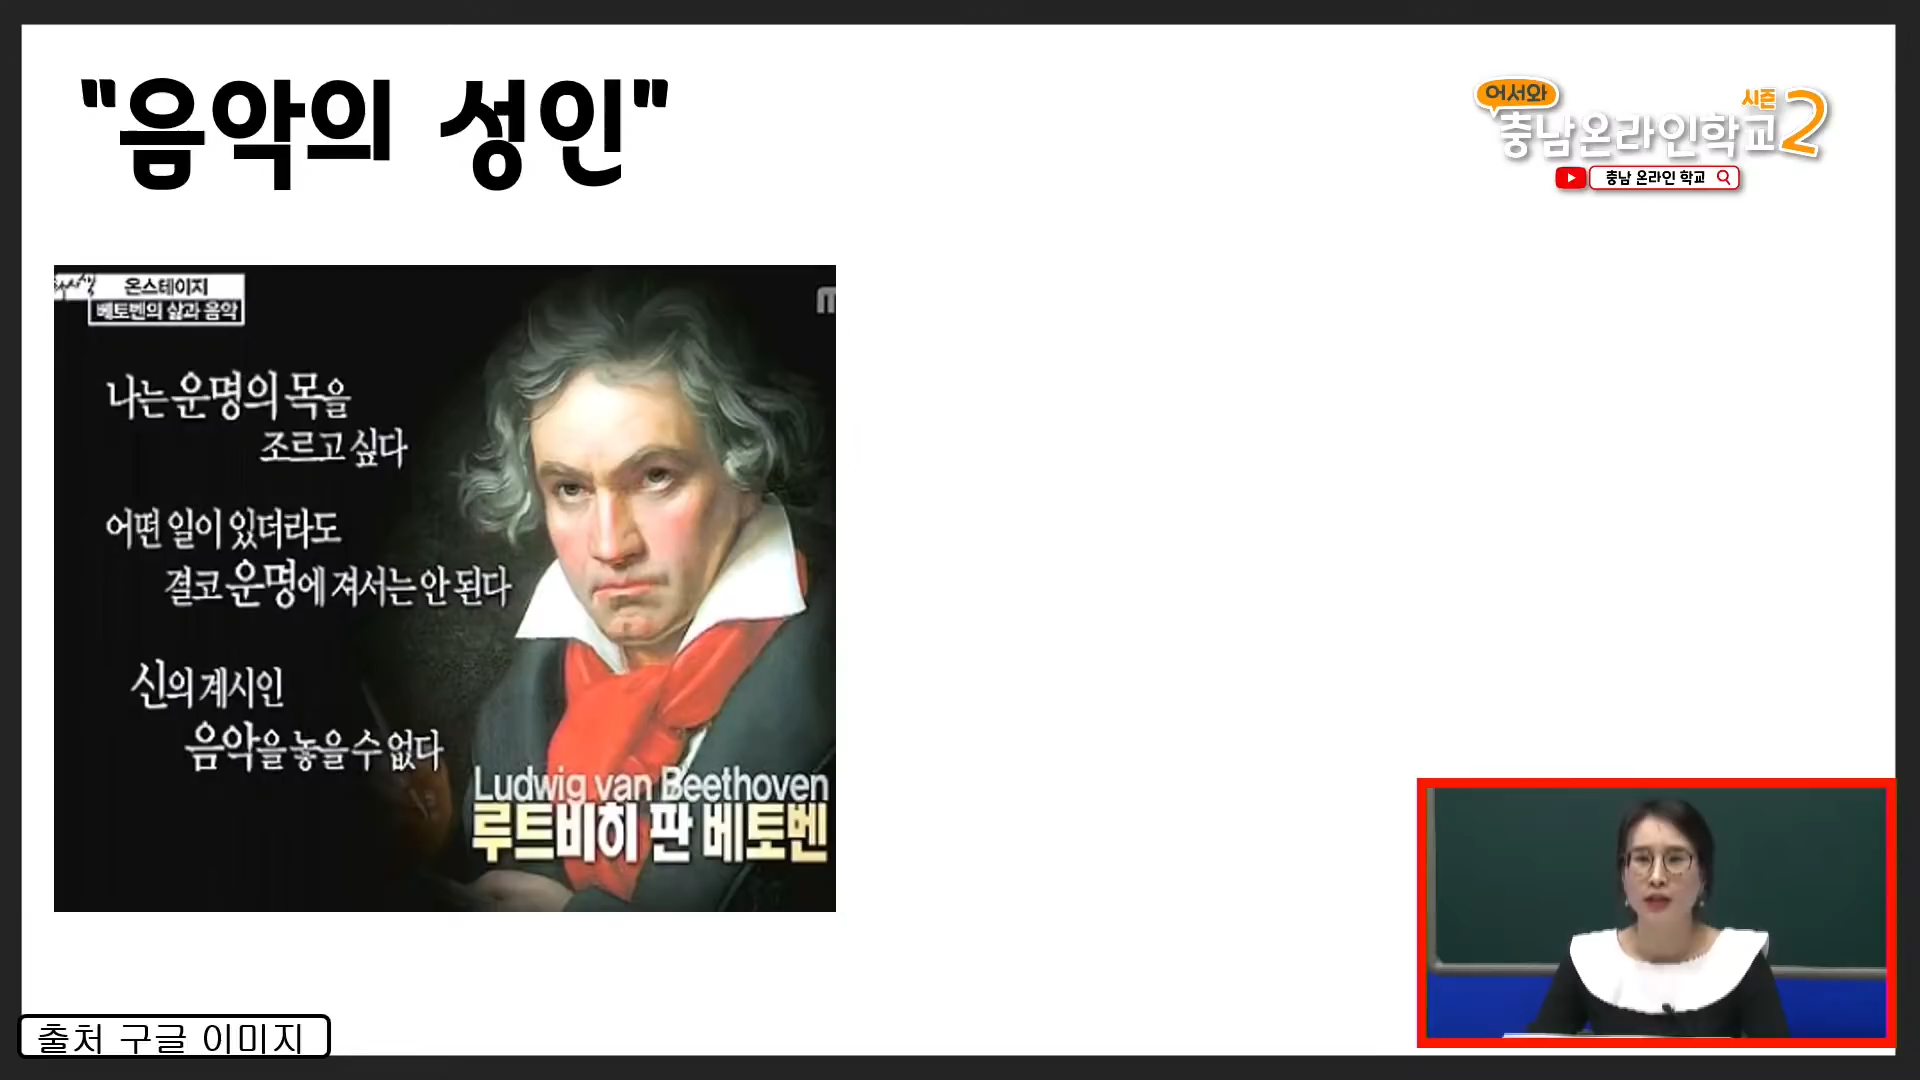 "음악의 성인"
어서와
시즌
충남온라인학교2
충남 온라인 학교
온스테이지
베토벤의 삶과 음악
나는 운명의 목을
조르고 싶다
어떤 일이 있더라도
결코 운명에 져서는 안 된다
신의 계시인
음악을 놓을 수 없다
Ludwig van Beethoven
루트비히 판 베토벤
출처 구글 이미지